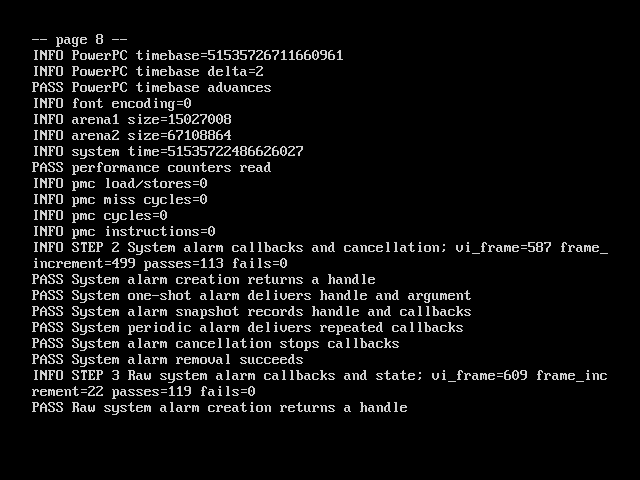 -- page 8 --
INFO PowerPC timebase=51535726711660961
INFO PowerPC timebase delta=2
PASS PowerPC timebase advances
INFO font encoding=0
INFO arena1 size=15027008
INFO arena2 size=67108864
INFO system time=51535722486626027
PASS performance counters read
INFO pmc load/stores=0
INFO pmc miss cycles=0
INFO pmc cycles=0
INFO pmc instructions=0
INFO STEP 2 System alarm callbacks and cancellation; vi_frame=587 frame_
increment=499 passes=113 fails=0
PASS System alarm creation returns a handle
PASS System one-shot alarm delivers handle and argument
PASS System alarm snapshot records handle and callbacks
PASS System periodic alarm delivers repeated callbacks
PASS System alarm cancellation stops callbacks
PASS System alarm removal succeeds
INFO STEP 3 Raw system alarm callbacks and state; vi_frame=609 frame_inc
rement=22 passes=119 fails=0
PASS Raw system alarm creation returns a handle